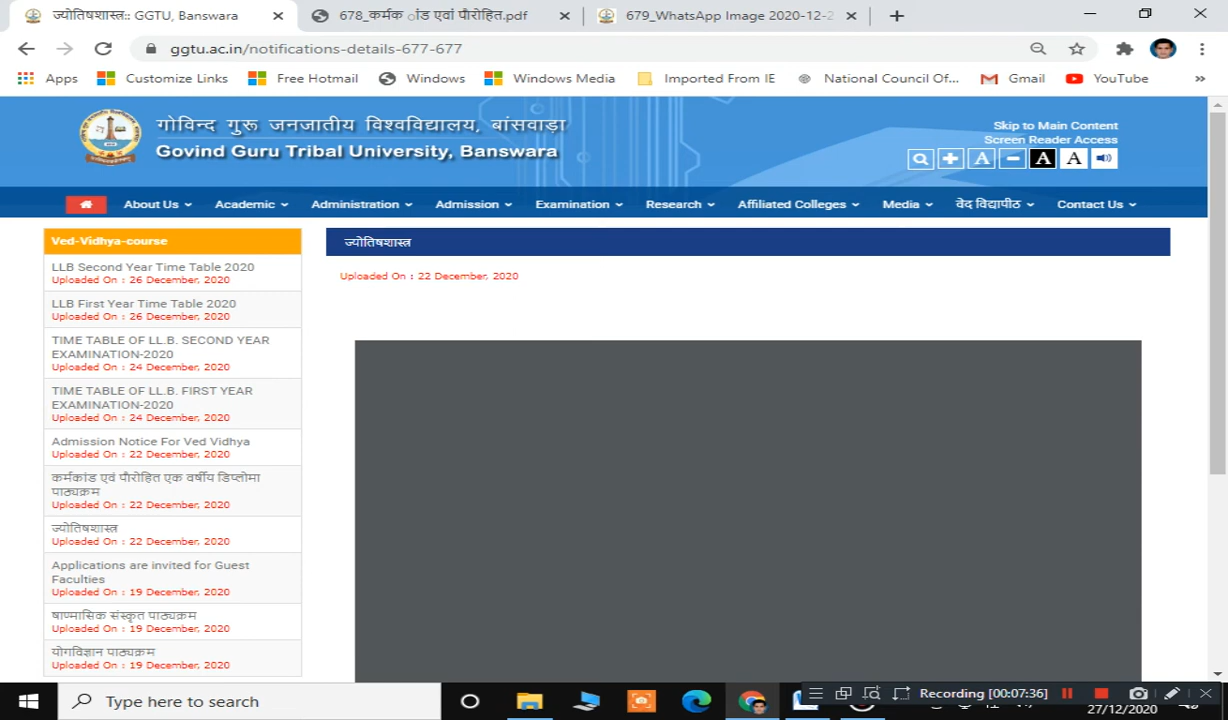 ज्योतिषशास्त्र:: GGTU, Banswara
678_कर्मक ांड एवां पौरोहित.pdf
679_WhatsApp Image 2020-12-2
ggtu.ac.in/notifications-details-677-677
Apps
Customize Links
Free Hotmail
Windows
Windows Media
Imported From IE
National Council Of...
Gmail
YouTube
गोविन्द गुरू जनजातीय विश्वविद्यालय, बांसवाड़ा
Govind Guru Tribal University, Banswara
Skip to Main Content
Screen Reader Access
A A A
About Us
Academic
Administration
Admission
Examination
Research
Affiliated Colleges
Media
वेद विद्यापीठ
Contact Us
Ved-Vidhya-course
LLB Second Year Time Table 2020
Uploaded On : 26 December, 2020
LLB First Year Time Table 2020
Uploaded On : 26 December, 2020
TIME TABLE OF LL.B. SECOND YEAR
EXAMINATION-2020
Uploaded On : 24 December, 2020
TIME TABLE OF LL.B. FIRST YEAR
EXAMINATION-2020
Uploaded On : 24 December, 2020
Admission Notice For Ved Vidhya
Uploaded On : 22 December, 2020
कर्मकांड एवं पौरोहित एक वर्षीय डिप्लोमा
पाठ्यक्रम
Uploaded On : 22 December, 2020
ज्योतिषशास्त्र
Uploaded On : 22 December, 2020
Applications are invited for Guest
Faculties
Uploaded On : 19 December, 2020
षाण्मासिक संस्कृत पाठ्यक्रम
Uploaded On : 19 December, 2020
योगविज्ञान पाठ्यक्रम
Uploaded On : 19 December, 2020
ज्योतिषशास्त्र
Uploaded On : 22 December, 2020
Type here to search
Recording [00:07:36]
27/12/2020